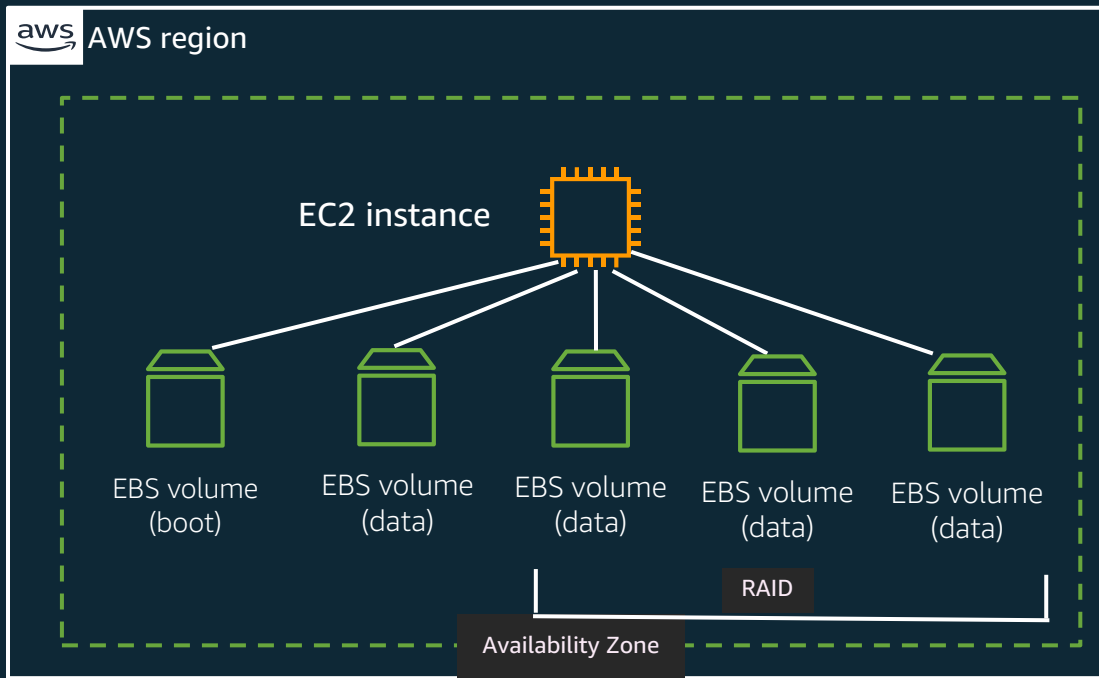 aws
AWS region
EC2 instance
EBS volume
(boot)
EBS volume
(data)
EBS volume
(data)
EBS volume
(data)
EBS volume
(data)
RAID
Availability Zone